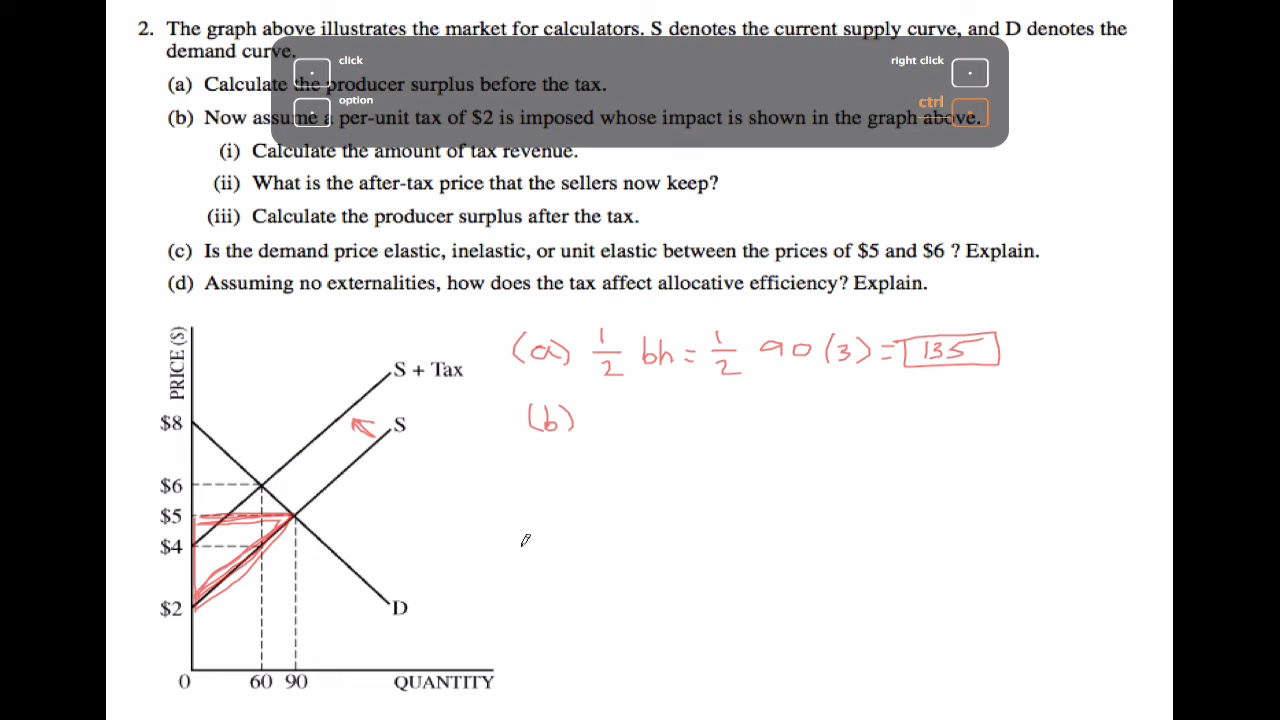 2. The graph above illustrates the market for calculators. S denotes the current supply curve, and D denotes the
demand curve.
click
right click
(a) Calculate the producer surplus before the tax.
option
ctrl
(b) Now assume a per-unit tax of $2 is imposed whose impact is shown in the graph above.
(i) Calculate the amount of tax revenue.
(ii) What is the after-tax price that the sellers now keep?
(iii) Calculate the producer surplus after the tax.
(c) Is the demand price elastic, inelastic, or unit elastic between the prices of $5 and $6 ? Explain.
(d) Assuming no externalities, how does the tax affect allocative efficiency? Explain.
PRICE ($)
(a) 1/2 bh = 1/2 90 (3) = 135
S + Tax
(b)
$8
S
$6
$5
$4
$2
D
0 60 90 QUANTITY